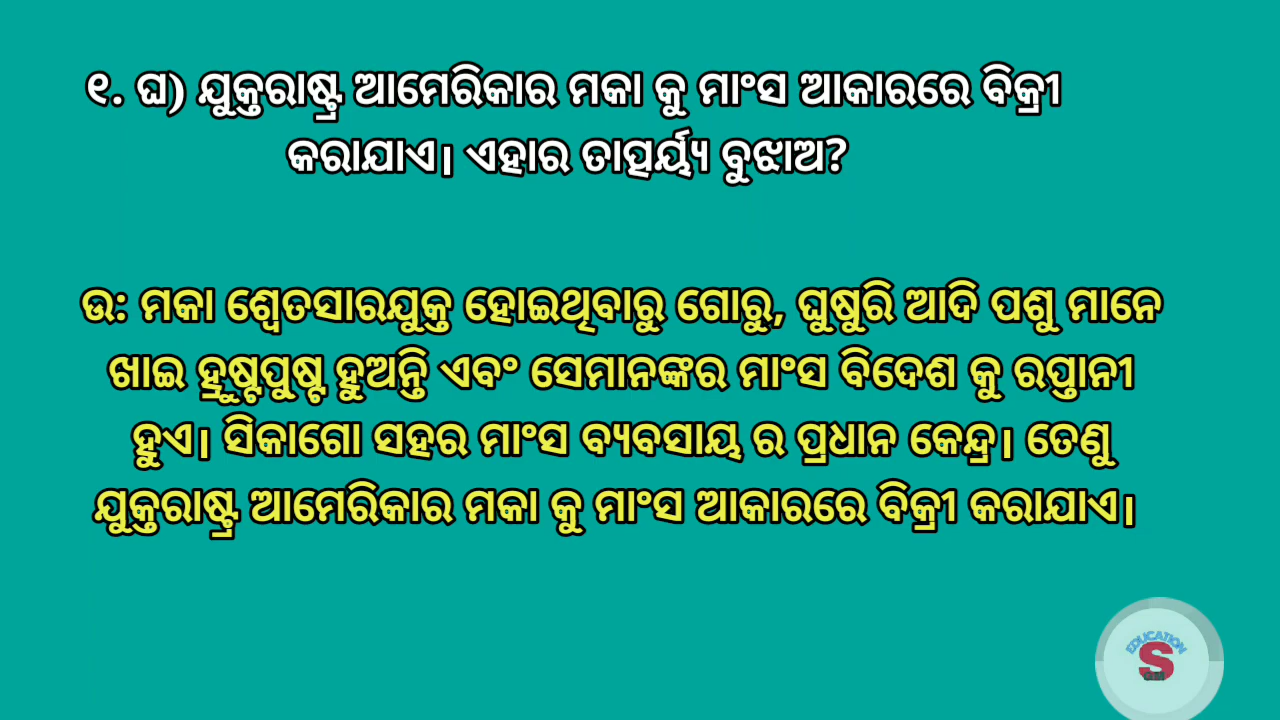 ୧. ଘ) ଯୁକ୍ତରାଷ୍ଟ୍ର ଆମେରିକାର ମକା କୁ ମାଂସ ଆକାରରେ ବିକ୍ରୀ
କରାଯାଏ। ଏହାର ତାତ୍ପର୍ଯ୍ୟ ବୁଝାଅ?
ଉ: ମକା ଶ୍ୱେତସାରଯୁକ୍ତ ହୋଇଥିବାରୁ ଗୋରୁ, ଘୁଷୁରି ଆଦି ପଶୁ ମାନେ
ଖାଇ ହ୍ରୁଷ୍ଟପୁଷ୍ଟ ହୁଅନ୍ତି ଏବଂ ସେମାନଙ୍କର ମାଂସ ବିଦେଶ କୁ ରପ୍ତାନୀ
ହୁଏ। ସିକାଗୋ ସହର ମାଂସ ବ୍ୟବସାୟ ର ପ୍ରଧାନ କେନ୍ଦ୍ର। ତେଣୁ
ଯୁକ୍ତରାଷ୍ଟ୍ର ଆମେରିକାର ମକା କୁ ମାଂସ ଆକାରରେ ବିକ୍ରୀ କରାଯାଏ।
EDUCATION
S